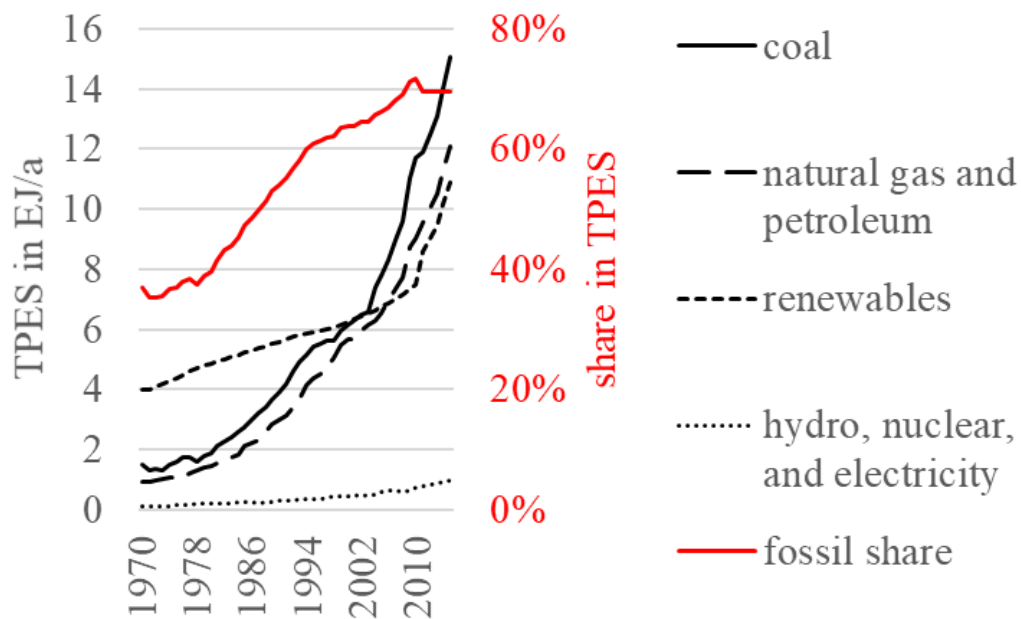 16
14
12
10
8
6
4
2
0
TPES in EJ/a
80%
60%
40%
20%
0%
share in TPES
1970
1978
1986
1994
2002
2010
coal
natural gas and
petroleum
renewables
hydro, nuclear,
and electricity
fossil share